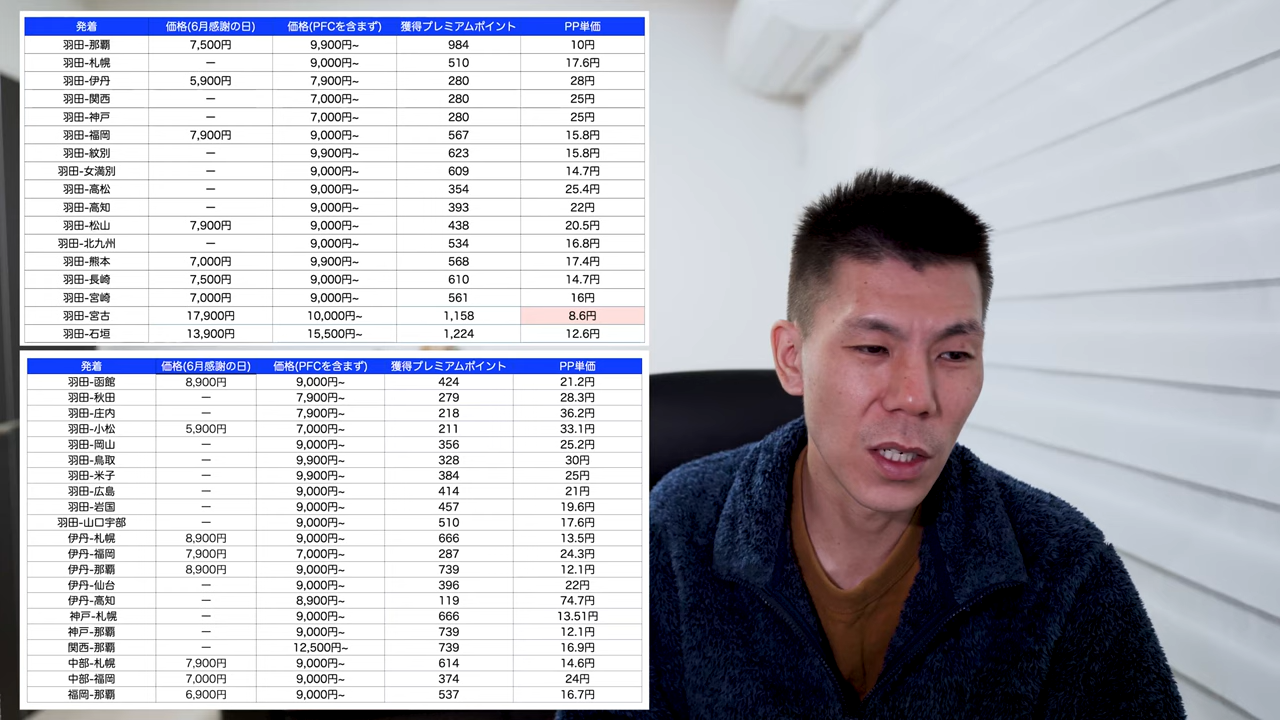 発着 価格(6月感謝の日) 価格(PFCを含まず) 獲得プレミアムポイント PP単価
羽田-那覇 7,500円 9,900円~ 984 10円
羽田-札幌 ー 9,000円~ 510 17.6円
羽田-伊丹 5,900円 7,900円~ 280 28円
羽田-関西 ー 7,000円~ 280 25円
羽田-神戸 ー 7,000円~ 280 25円
羽田-福岡 7,900円 9,000円~ 567 15.8円
羽田-紋別 ー 9,900円~ 623 15.8円
羽田-女満別 ー 9,000円~ 609 14.7円
羽田-高松 ー 9,000円~ 354 25.4円
羽田-高知 ー 9,000円~ 393 22円
羽田-松山 7,900円 9,000円~ 438 20.5円
羽田-北九州 ー 9,000円~ 534 16.8円
羽田-熊本 7,000円 9,900円~ 568 17.4円
羽田-長崎 7,500円 9,000円~ 610 14.7円
羽田-宮崎 7,000円 9,000円~ 561 16円
羽田-宮古 17,900円 10,000円~ 1,158 8.6円
羽田-石垣 13,900円 15,500円~ 1,224 12.6円
発着 価格(6月感謝の日) 価格(PFCを含まず) 獲得プレミアムポイント PP単価
羽田-函館 8,900円 9,000円~ 424 21.2円
羽田-秋田 ー 7,900円~ 279 28.3円
羽田-庄内 ー 7,900円~ 218 36.2円
羽田-小松 5,900円 7,000円~ 211 33.1円
羽田-岡山 ー 9,000円~ 356 25.2円
羽田-鳥取 ー 9,900円~ 328 30円
羽田-米子 ー 9,900円~ 384 25円
羽田-広島 ー 9,000円~ 414 21円
羽田-岩国 ー 9,000円~ 457 19.6円
羽田-山口宇部 ー 9,000円~ 510 17.6円
伊丹-札幌 8,900円 9,000円~ 666 13.5円
伊丹-福岡 7,900円 7,000円~ 287 24.3円
伊丹-那覇 8,900円 9,000円~ 739 12.1円
伊丹-仙台 ー 9,000円~ 396 22円
伊丹-高知 ー 8,900円~ 119 74.7円
神戸-札幌 ー 9,000円~ 666 13.51円
神戸-那覇 ー 9,000円~ 739 12.1円
関西-那覇 ー 12,500円~ 739 16.9円
中部-札幌 7,900円 9,000円~ 614 14.6円
中部-福岡 7,000円 9,000円~ 374 24円
福岡-那覇 6,900円 9,000円~ 537 16.7円